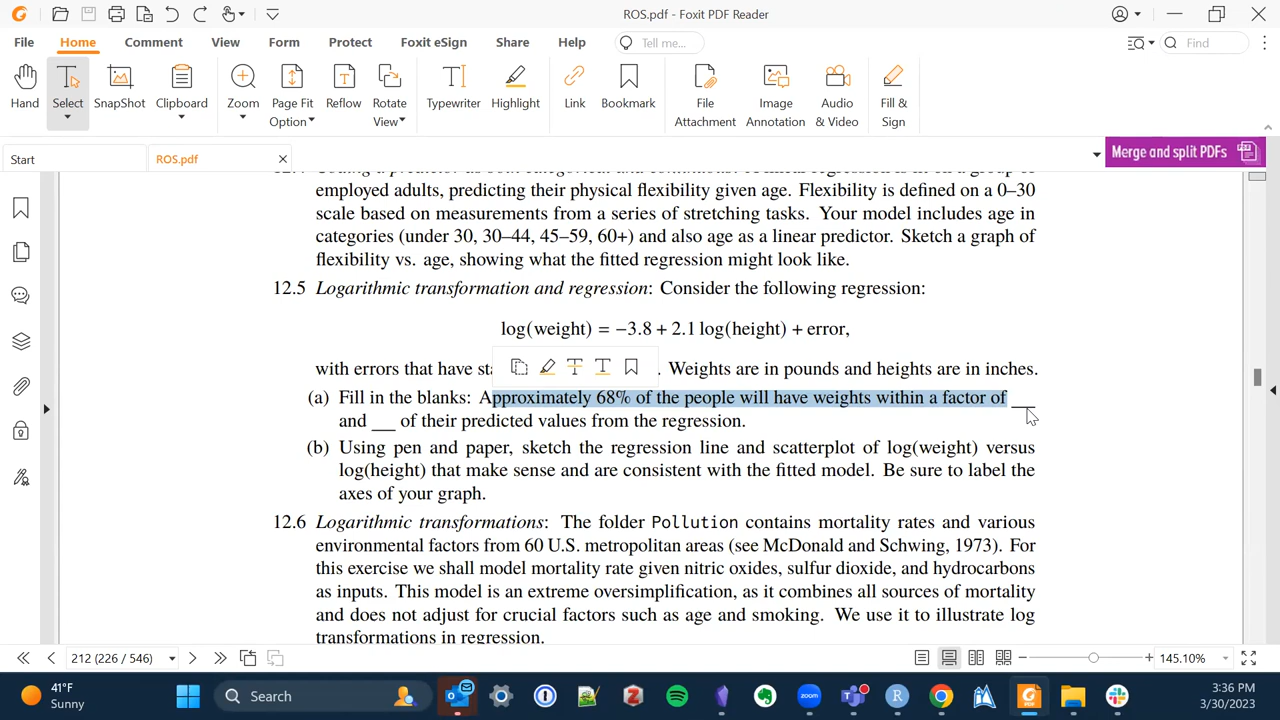 ROS.pdf - Foxit PDF Reader
File Home Comment View Form Protect Foxit eSign Share Help Tell me... Find
Hand Select SnapShot Clipboard Zoom Page Fit Option Reflow Rotate View Typewriter Highlight Link Bookmark File Attachment Image Annotation Audio & Video Fill & Sign
Start ROS.pdf Merge and split PDFs
employed adults, predicting their physical flexibility given age. Flexibility is defined on a 0–30
scale based on measurements from a series of stretching tasks. Your model includes age in
categories (under 30, 30–44, 45–59, 60+) and also age as a linear predictor. Sketch a graph of
flexibility vs. age, showing what the fitted regression might look like.
12.5 Logarithmic transformation and regression: Consider the following regression:
log(weight) = −3.8 + 2.1 log(height) + error,
with errors that have Weights are in pounds and heights are in inches.
(a) Fill in the blanks: Approximately 68% of the people will have weights within a factor of ___
and ___ of their predicted values from the regression.
(b) Using pen and paper, sketch the regression line and scatterplot of log(weight) versus
log(height) that make sense and are consistent with the fitted model. Be sure to label the
axes of your graph.
12.6 Logarithmic transformations: The folder Pollution contains mortality rates and various
environmental factors from 60 U.S. metropolitan areas (see McDonald and Schwing, 1973). For
this exercise we shall model mortality rate given nitric oxides, sulfur dioxide, and hydrocarbons
as inputs. This model is an extreme oversimplification, as it combines all sources of mortality
and does not adjust for crucial factors such as age and smoking. We use it to illustrate log
transformations in regression.
212 (226 / 546) 145.10%
41°F
Sunny
Search
3:36 PM
3/30/2023